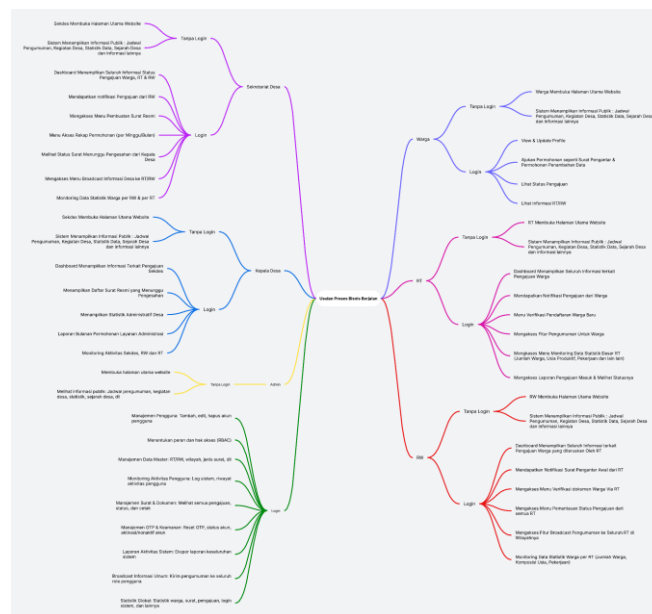 Usulan Proses Bisnis Berjalan
Sekretariat Desa
Tanpa Login
Sekdes Membuka Halaman Utama Website
Sistem Menampilkan Informasi Publik : Jadwal
Pengumuman, Kegiatan Desa, Statistik Data, Sejarah Desa
dan Informasi lainnya
Login
Dashboard Menampilkan Seluruh Informasi Status
Pengajuan Warga, RT & RW
Mendapatkan notifikasi Pengajuan dari RW
Mengakses Menu Pembuatan Surat Resmi
Menu Akses Rekap Permohonan (per Minggu/Bulan)
Melihat Status Surat Menunggu Pengesahan dari Kepala
Desa
Mengakses Menu Broadcast Informasi Desa ke RT/RW
Monitoring Data Statistik Warga per RW & per RT
Kepala Desa
Tanpa Login
Sekdes Membuka Halaman Utama Website
Sistem Menampilkan Informasi Publik : Jadwal
Pengumuman, Kegiatan Desa, Statistik Data, Sejarah Desa
dan Informasi lainnya
Login
Dashboard Menampilkan Informasi Terkait Pengajuan
Sekdes
Menampilkan Daftar Surat Resmi yang Menunggu
Pengesahan
Menampilkan Statistik Administratif Desa
Laporan Bulanan Permohonan Layanan Administrasi
Monitoring Aktivitas Sekdes, RW dan RT
Admin
Tanpa Login
Membuka halaman utama website
Melihat informasi publik: Jadwal pengumuman, kegiatan
desa, statistik, sejarah desa, dll
Login
Manajemen Pengguna: Tambah, edit, hapus akun
pengguna
Menentukan peran dan hak akses (RBAC)
Manajemen Data Master: RT/RW, wilayah, jenis surat, dll
Monitoring Aktivitas Pengguna: Log sistem, riwayat
aktivitas pengguna
Manajemen Surat & Dokumen: Melihat semua pengajuan,
status, dan cetak
Manajemen OTP & Keamanan: Reset OTP, status akun,
aktivasi/nonaktif akun
Laporan Aktivitas Sistem: Ekspor laporan keseluruhan
sistem
Broadcast Informasi Umum: Kirim pengumuman ke seluruh
role pengguna
Statistik Global: Statistik warga, surat, pengajuan, login
sistem, dan lainnya
Warga
Tanpa Login
Warga Membuka Halaman Utama Website
Sistem Menampilkan Informasi Publik : Jadwal
Pengumuman, Kegiatan Desa, Statistik Data, Sejarah Desa
dan Informasi lainnya
Login
View & Update Profile
Ajukan Permohonan seperti Surat Pengantar &
Permohonan Perambahan Data
Lihat Status Pengajuan
Lihat Informasi RT/RW
RT
Tanpa Login
RT Membuka Halaman Utama Website
Sistem Menampilkan Informasi Publik : Jadwal
Pengumuman, Kegiatan Desa, Statistik Data, Sejarah Desa
dan Informasi lainnya
Login
Dashboard Menampilkan Seluruh informasi terkait
Pengajuan Warga
Mendapatkan Notifikasi Pengajuan dari Warga
Menu Verifikasi Pendaftaran Warga Baru
Mengakses Fitur Pengumuman Untuk Warga
Mengakses Menu Monitoring Data Statistik Dasar RT
(Jumlah Warga, Usia Produktif, Pekerjaan dan lain lain)
Mengakses Laporan Pengajuan Masuk & Melihat Statusnya
RW
Tanpa Login
RW Membuka Halaman Utama Website
Sistem Menampilkan Informasi Publik : Jadwal
Pengumuman, Kegiatan Desa, Statistik Data, Sejarah Desa
dan Informasi lainnya
Login
Dashboard Menampilkan Seluruh Informasi terkait
Pengajuan Warga yang diteruskan Oleh RT
Mendapatkan Notifikasi Surat Pengantar Awal dari RT
Mengakses Menu Verifikasi dokumen Warga Via RT
Mengakses Menu Pemantauan Status Pengajuan dari
semua RT
Mengakses Fitur Broadcast Pengumuman ke Seluruh RT di
Wilayahnya
Monitoring Data Statistik Warga per RT (Jumlah Warga,
Komposisi Usia, Pekerjaan)